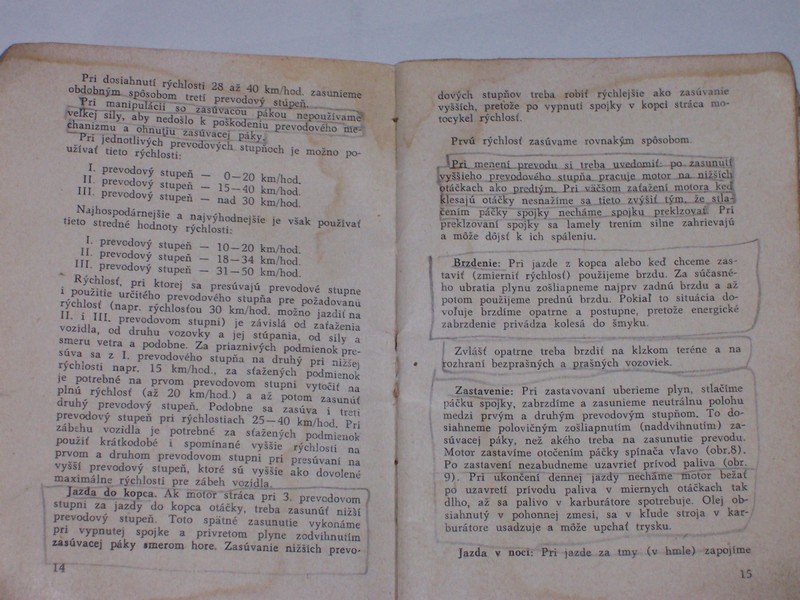 Pri dosiahnutí rýchlosti 28 až 40 km/hod. zasunieme
obdobným spôsobom tretí prevodový stupeň.
Pri manipulácii so zasúvacou pákou nepoužívame
veľkej sily, aby nedošlo k poškodeniu prevodového me-
chanizmu a ohnutiu zasúvacej páky.
Pri jednotlivých prevodových stupňoch je možno po-
užívať tieto rýchlosti:
I. prevodový stupeň — 0—20 km/hod.
II. prevodový stupeň — 15—40 km/hod.
III. prevodový stupeň — nad 30 km/hod.
Najhospodárnejšie a najvýhodnejšie je však používať
tieto stredné hodnoty rýchlosti:
I. prevodový stupeň — 10—20 km/hod.
II. prevodový stupeň — 18—34 km/hod.
III. prevodový stupeň — 31—50 km/hod.
Rýchlosť, pri ktorej sa presúvajú prevodové stupne
i použitie určitého prevodového stupňa pre požadovanú
rýchlosť (napr. rýchlosťou 30 km/hod. možno jazdiť na
II. i III. prevodovom stupni) je závislá od zaťaženia
vozidla, od druhu vozovky a jej stúpania, od sily a
smeru vetra a podobne. Za priaznivých podmienok pre-
súva sa z I. prevodového stupňa na druhý pri nižšej
rýchlosti napr. 15 km/hod., za sťažených podmienok
je potrebné na prvom prevodovom stupni vytočiť na
plnú rýchlosť (až 20 km/hod.) a až potom zasunúť
druhý prevodový stupeň. Podobne sa zasúva i tretí
prevodový stupeň pri rýchlostiach 25—40 km/hod. Pri
zábehu vozidla je potrebné za sťažených podmienok
použiť krátkodobé i spomínané vyššie rýchlosti na
prvom a druhom prevodovom stupni pri presúvaní na
vyšší prevodový stupeň, ktoré sú vyššie ako dovolené
maximálne rýchlosti pre zábeh vozidla.
Jazda do kopca. Ak motor stráca pri 3. prevodovom
stupni za jazdy do kopca otáčky, treba zasunúť nižší
prevodový stupeň. Toto spätné zasunutie vykonáme
pri vypnutej spojke a privretom plyne zodvihnutím
zasúvacej páky smerom hore. Zasúvanie nižších prevo-
14
dových stupňov treba robiť rýchlejšie ako zasúvanie
vyšších, pretože po vypnutí spojky v kopci stráca mo-
tocykel rýchlosť.
Prvú rýchlosť zasúvame rovnakým spôsobom.
Pri menení prevodu si treba uvedomiť: po zasunutí
vyššieho prevodového stupňa pracuje motor na nižších
otáčkach ako predtým. Pri väčšom zaťažení motora keď
klesajú otáčky nesnažíme sa tieto zvýšiť tým, že stla-
čením páčky spojky necháme spojku preklzovať. Pri
preklzovaní spojky sa lamely trením silne zahrievajú
a môže dôjsť k ich spáleniu.
Brzdenie: Pri jazde z kopca alebo keď chceme zas-
taviť (zmierniť rýchlosť) použijeme brzdu. Za súčasné-
ho ubratia plynu zošliapneme najprv zadnú brzdu a až
potom použijeme prednú brzdu. Pokiaľ to situácia do-
voľuje brzdíme opatrne a postupne, pretože energické
zabrzdenie privádza kolesá do šmyku.
Zvlášť opatrne treba brzdiť na klzkom teréne a na
rozhraní bezprašných a prašných vozoviek.
Zastavenie: Pri zastavovaní uberieme plyn, stlačíme
páčku spojky, zabrzdíme a zasunieme neutrálnu polohu
medzi prvým a druhým prevodovým stupňom. To do-
siahneme polovičným zošliapnutím (naddvihnutím) za-
súvacej páky, než akého treba na zasunutie prevodu.
Motor zastavíme otočením páčky spínača vľavo (obr.8).
Po zastavení nezabudneme uzavrieť prívod paliva (obr.
9). Pri ukončení dennej jazdy necháme motor bežať
po uzavretí prívodu paliva v miernych otáčkach tak
dlho, až sa palivo v karburátore spotrebuje. Olej ob-
siahnutý v pohonnej zmesi, sa v kľude stroja v kar-
burátore usadzuje a môže upchať trysku.
Jazda v noci: Pri jazde za tmy (v hmle) zapojíme
15